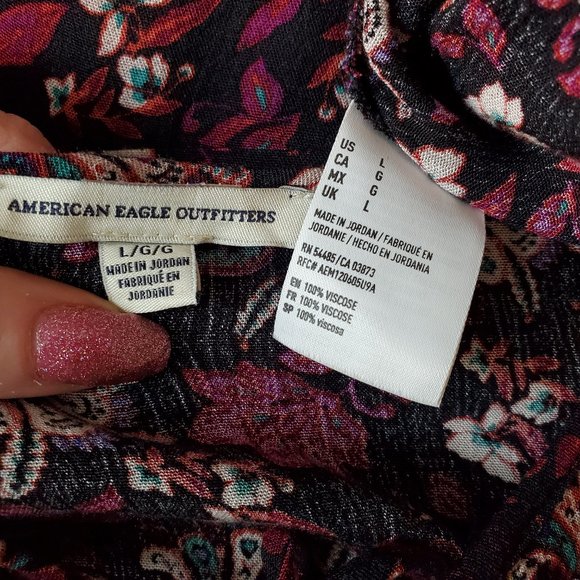 AMERICAN EAGLE OUTFITTERS
L/G/G
MADE IN JORDAN
FABRIQUÉ EN
JORDANIE
US L
CA G
MX G
UK L
MADE IN JORDAN / FABRIQUÉ EN
JORDANIE / HECHO EN JORDANIA
RN 54485/CA 03873
RFC# AEM120605U9A
EN 100% VISCOSE
FR 100% VISCOSE
SP 100% viscosa